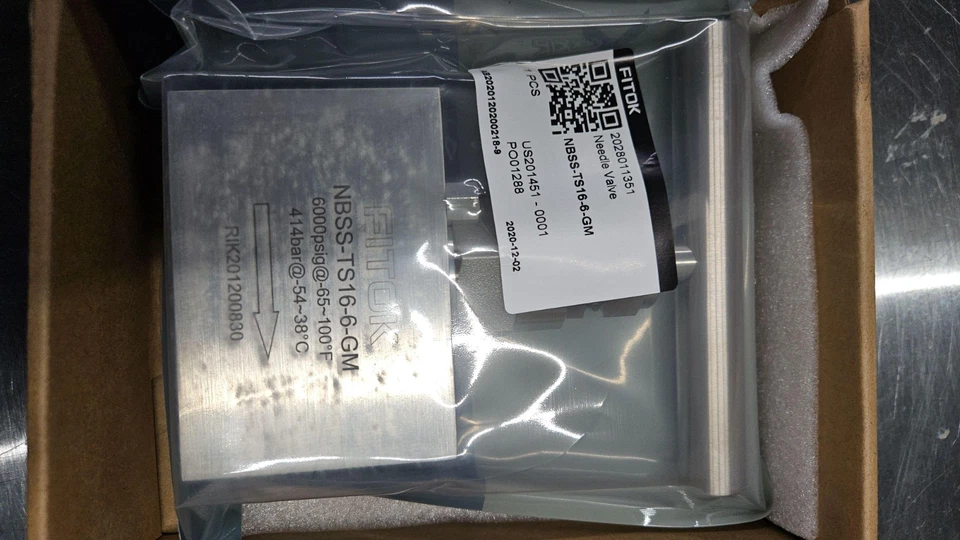 FITOK
NBSS-TS16-6-GM
6000psig@-65~100°F
414bar@-54~38°C
RIK201200830
FITOK
2028011351
Needle Valve
NBSS-TS16-6-GM
PCS
US201451 - 0001
PO01288
2020-12-02